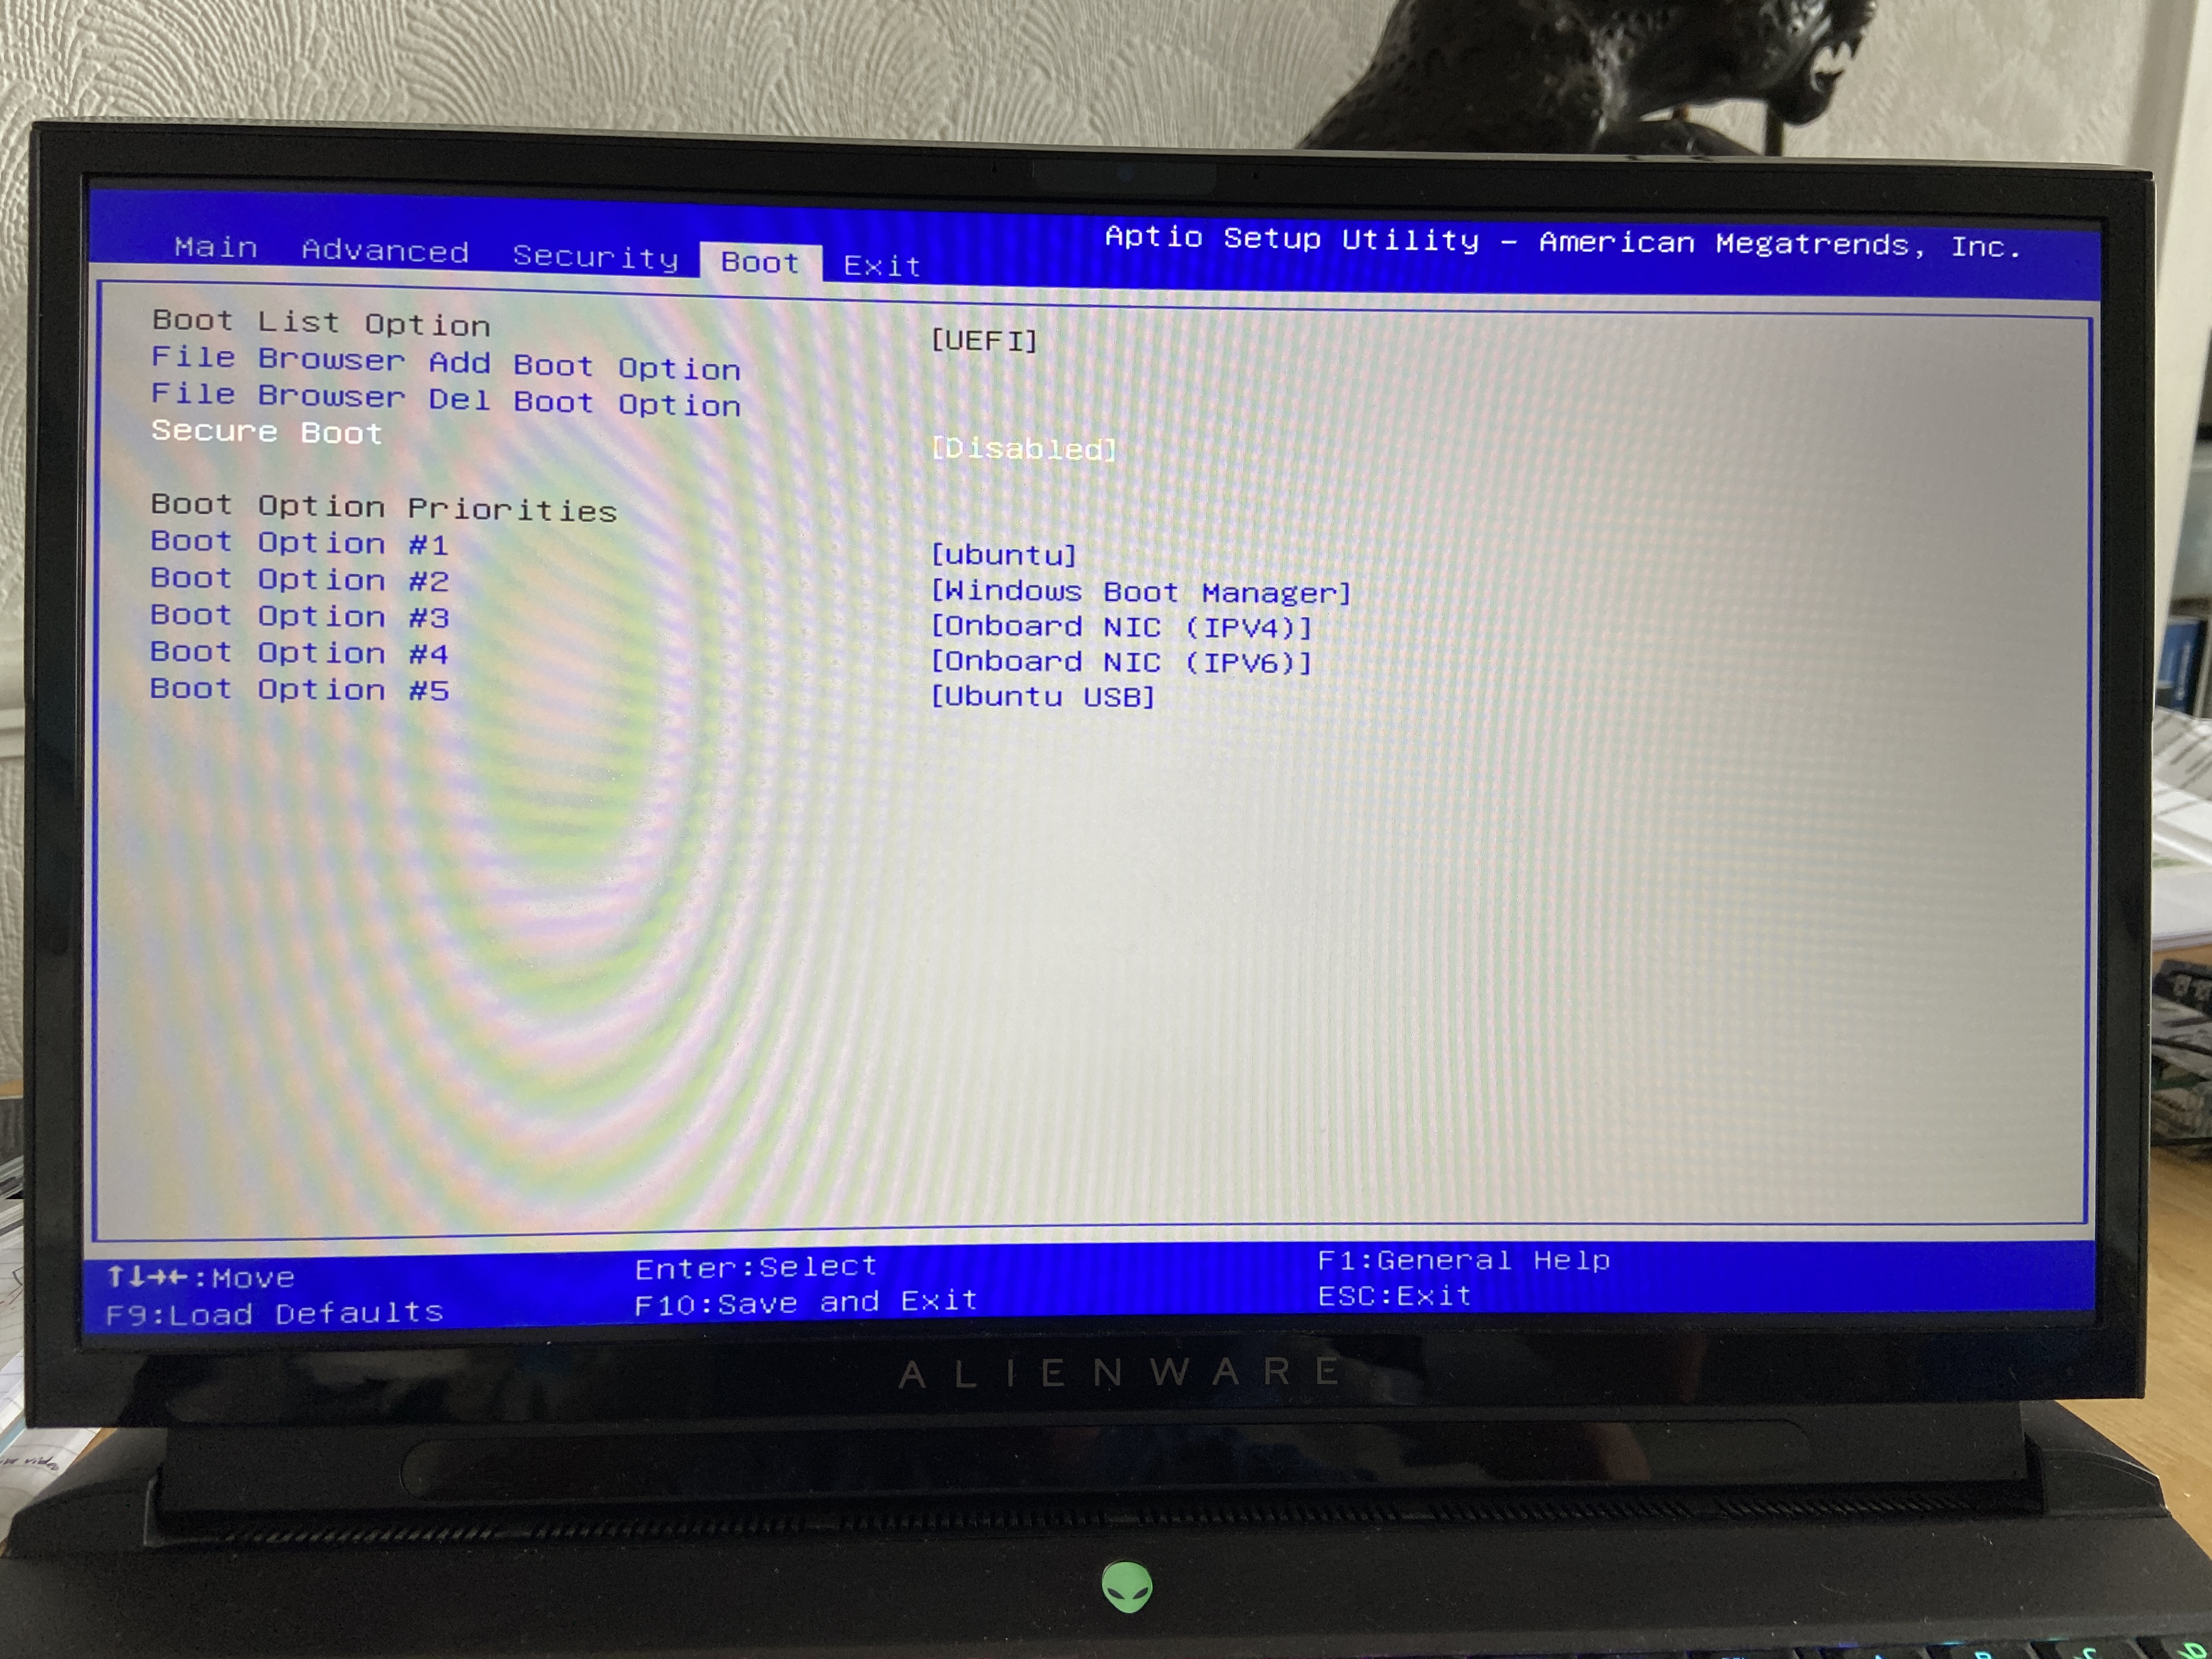 Aptio Setup Utility – American Megatrends, Inc.
Main Advanced Security Boot Exit
Boot List Option [UEFI]
File Browser Add Boot Option
File Browser Del Boot Option
Secure Boot [Disabled]
Boot Option Priorities
Boot Option #1 [ubuntu]
Boot Option #2 [Windows Boot Manager]
Boot Option #3 [Onboard NIC (IPV4)]
Boot Option #4 [Onboard NIC (IPV6)]
Boot Option #5 [Ubuntu USB]
↑↓→←:Move Enter:Select F1:General Help
F9:Load Defaults F10:Save and Exit ESC:Exit
ALIENWARE